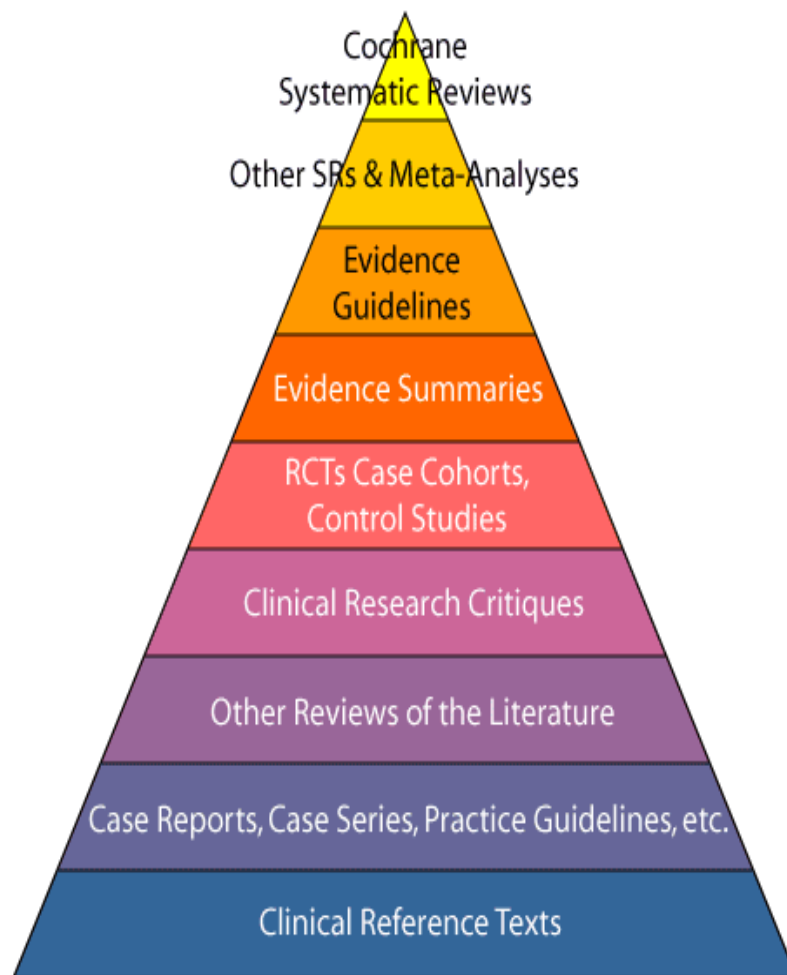 Cochrane
Systematic Reviews
Other SRs & Meta-Analyses
Evidence
Guidelines
Evidence Summaries
RCTs Case Cohorts,
Control Studies
Clinical Research Critiques
Other Reviews of the Literature
Case Reports, Case Series, Practice Guidelines, etc.
Clinical Reference Texts